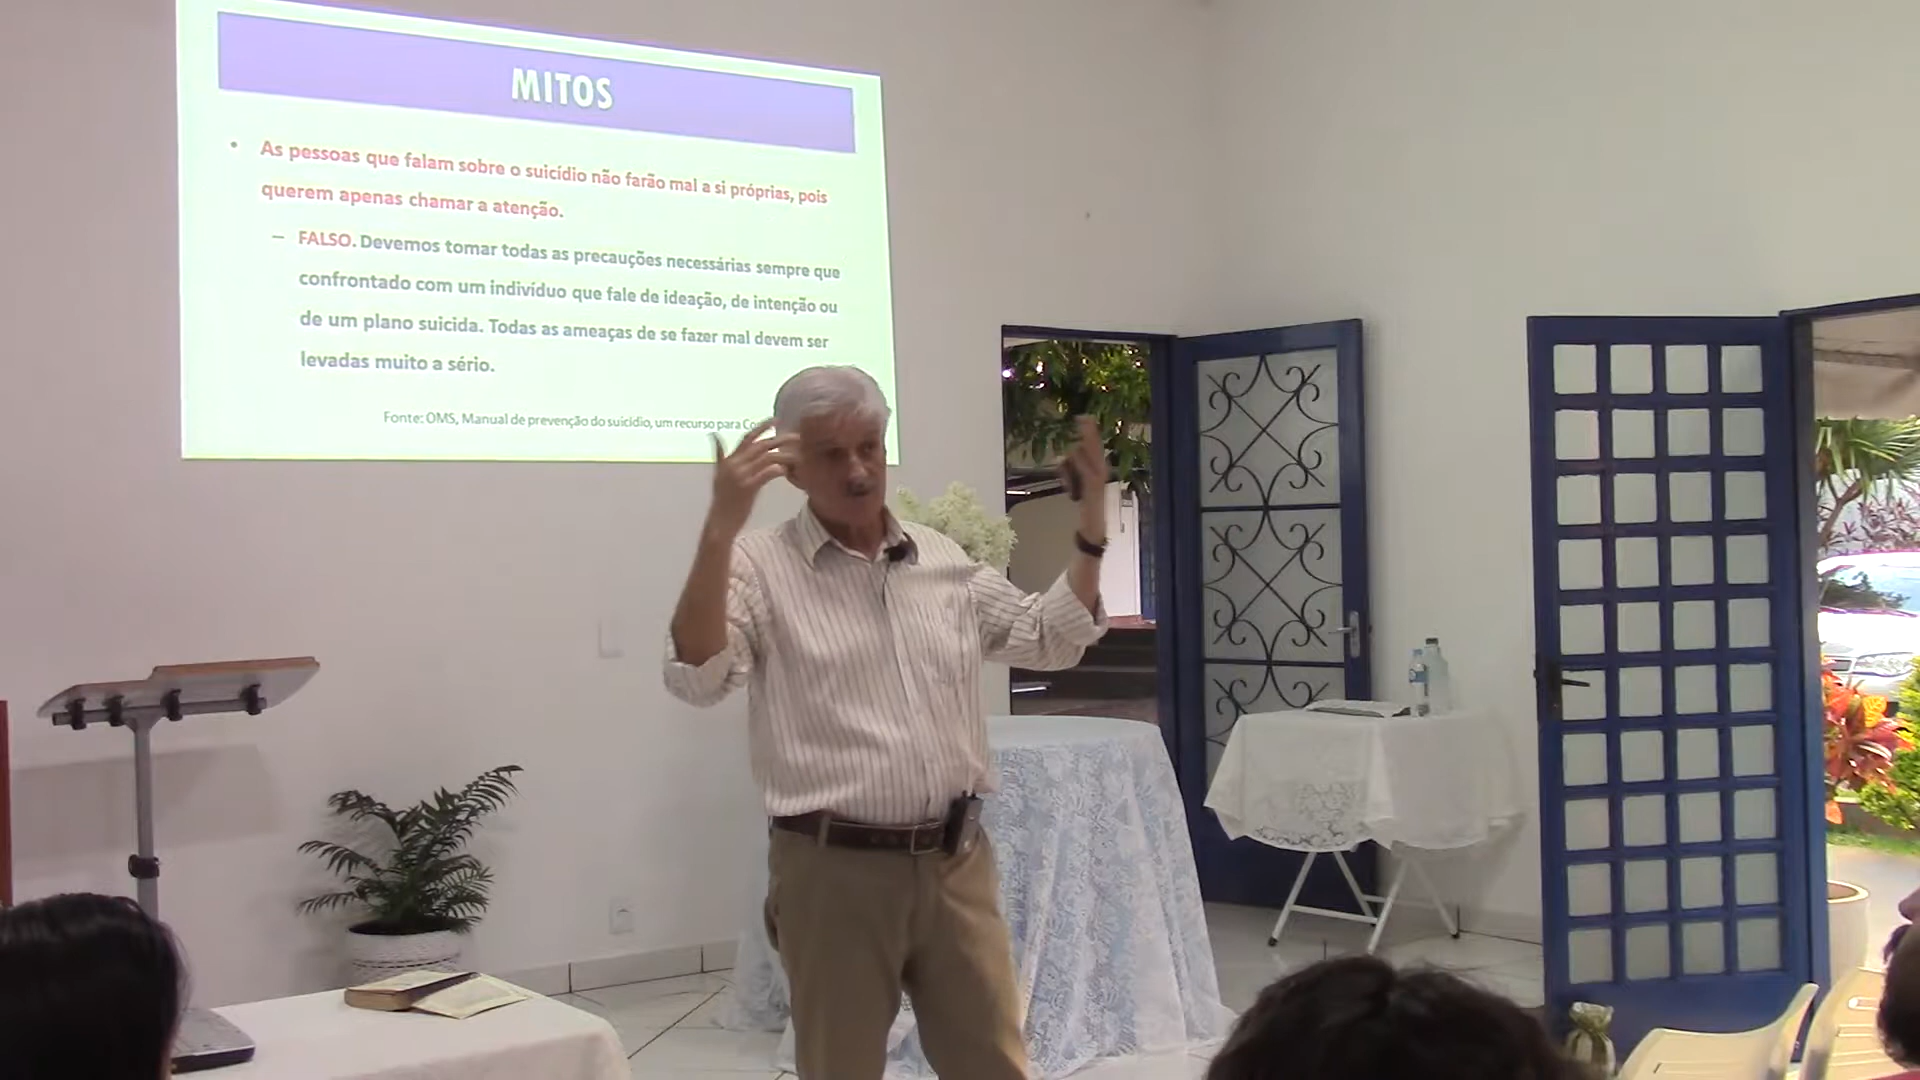 MITOS
• As pessoas que falam sobre o suicídio não farão mal a si próprias, pois
querem apenas chamar a atenção.
– FALSO. Devemos tomar todas as precauções necessárias sempre que
confrontado com um indivíduo que fale de ideação, de intenção ou
de um plano suicida. Todas as ameaças de se fazer mal devem ser
levadas muito a sério.
Fonte: OMS, Manual de prevenção do suicídio, um recurso para